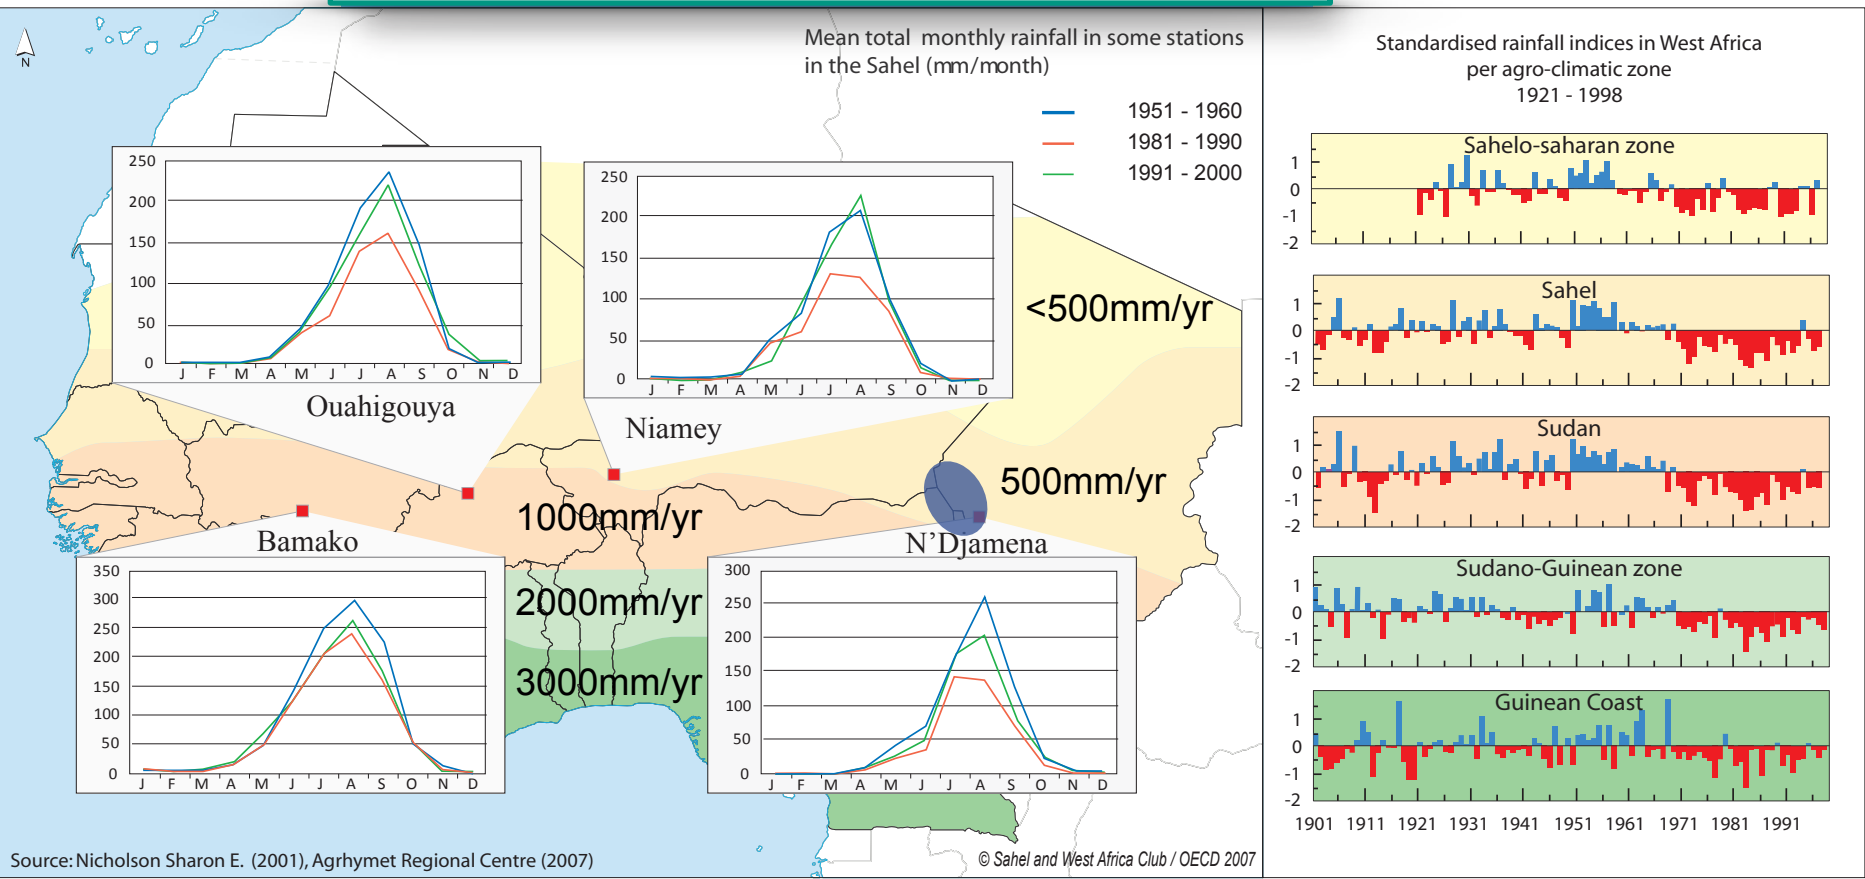 Mean total monthly rainfall in some stations
in the Sahel (mm/month)
1951 - 1960
1981 - 1990
1991 - 2000
N
250
200
150
100
50
0
J F M A M J J A S O N D
Ouahigouya
250
200
150
100
50
0
J F M A M J J A S O N D
Niamey
<500mm/yr
500mm/yr
1000mm/yr
2000mm/yr
3000mm/yr
Bamako
350
300
250
200
150
100
50
0
J F M A M J J A S O N D
N'Djamena
300
250
200
150
100
50
0
J F M A M J J A S O N D
Source: Nicholson Sharon E. (2001), Agrhymet Regional Centre (2007)
© Sahel and West Africa Club / OECD 2007
Standardised rainfall indices in West Africa
per agro-climatic zone
1921 - 1998
Sahelo-saharan zone
1
0
-1
-2
Sahel
1
0
-1
-2
Sudan
1
0
-1
-2
Sudano-Guinean zone
1
0
-1
-2
Guinean Coast
1
0
-1
-2
1901 1911 1921 1931 1941 1951 1961 1971 1981 1991